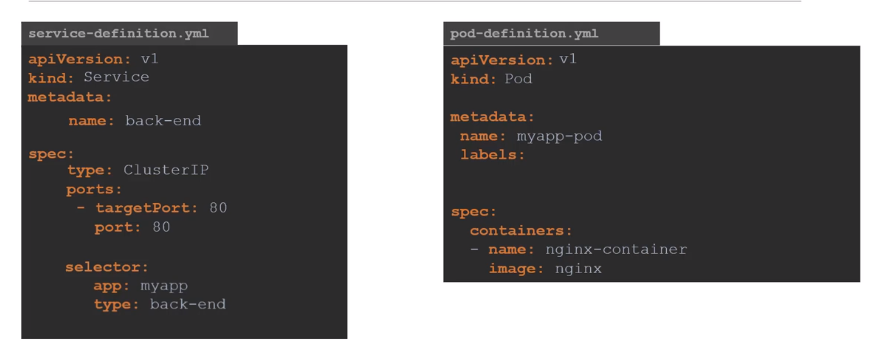 service-definition.yml
apiVersion: v1
kind: Service
metadata:
name: back-end
spec:
type: ClusterIP
ports:
- targetPort: 80
port: 80
selector:
app: myapp
type: back-end
pod-definition.yml
apiVersion: v1
kind: Pod
metadata:
name: myapp-pod
labels:
spec:
containers:
- name: nginx-container
image: nginx